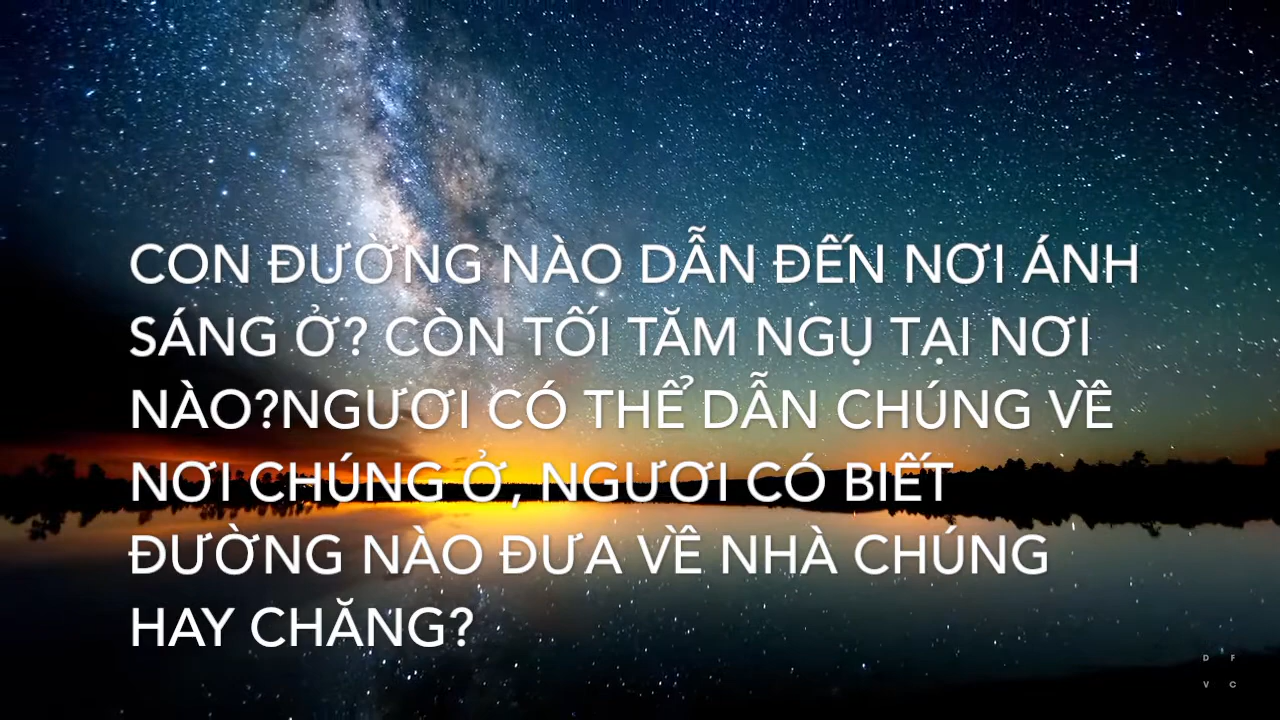 CON ĐƯỜNG NÀO DẪN ĐẾN NƠI ÁNH
SÁNG Ở? CÒN TỐI TĂM NGỤ TẠI NƠI
NÀO?NGƯƠI CÓ THỂ DẪN CHÚNG VỀ
NƠI CHÚNG Ở, NGƯƠI CÓ BIẾT
ĐƯỜNG NÀO ĐƯA VỀ NHÀ CHÚNG
HAY CHĂNG?
D F
V C